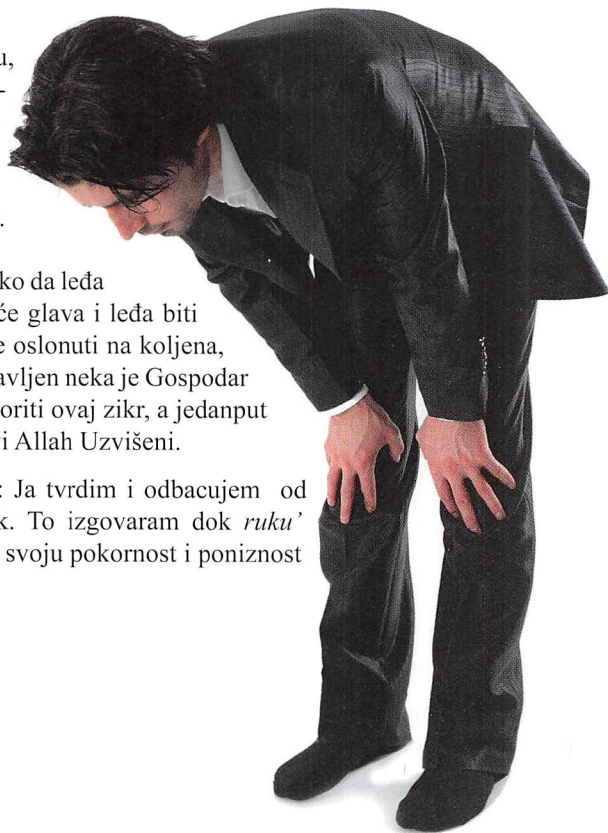 u,
-
.
ko da leđa
će glava i leđa biti
e oslonuti na koljena,
avljen neka je Gospodar
oriti ovaj zikr, a jedanput
i Allah Uzvišeni.
: Ja tvrdim i odbacujem od
k. To izgovaram dok ruku’
svoju pokornost i poniznost